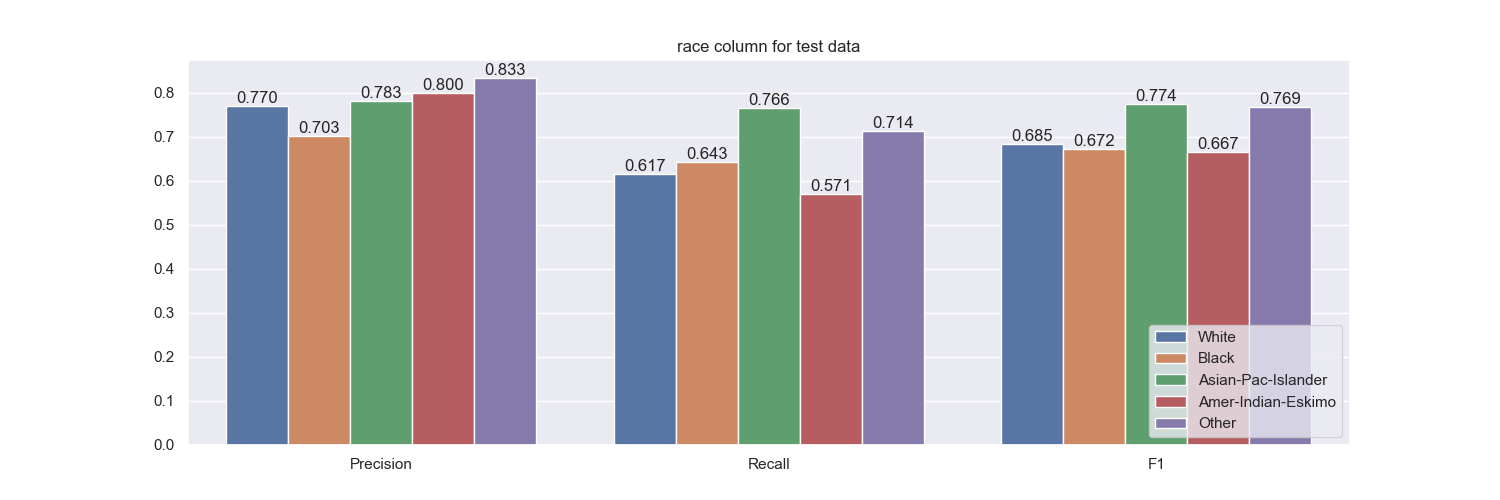 race column for test data
0.8
0.7
0.6
0.5
0.4
0.3
0.2
0.1
0.0
0.770
0.703
0.783
0.800
0.833
0.617
0.643
0.766
0.571
0.714
0.685
0.672
0.774
0.667
0.769
White
Black
Asian-Pac-Islander
Amer-Indian-Eskimo
Other
Precision
Recall
F1